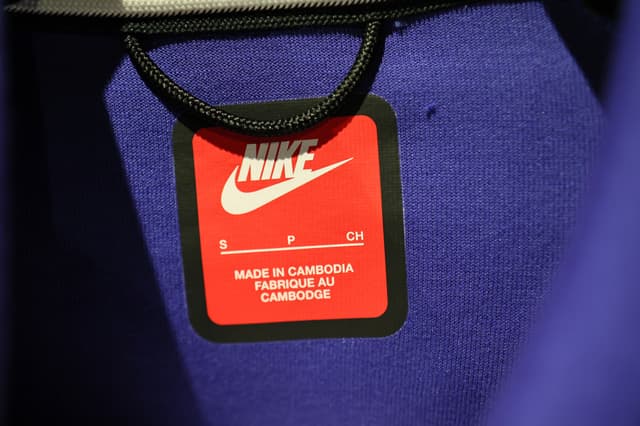 NIKE
S P CH
MADE IN CAMBODIA
FABRIQUE AU
CAMBODGE